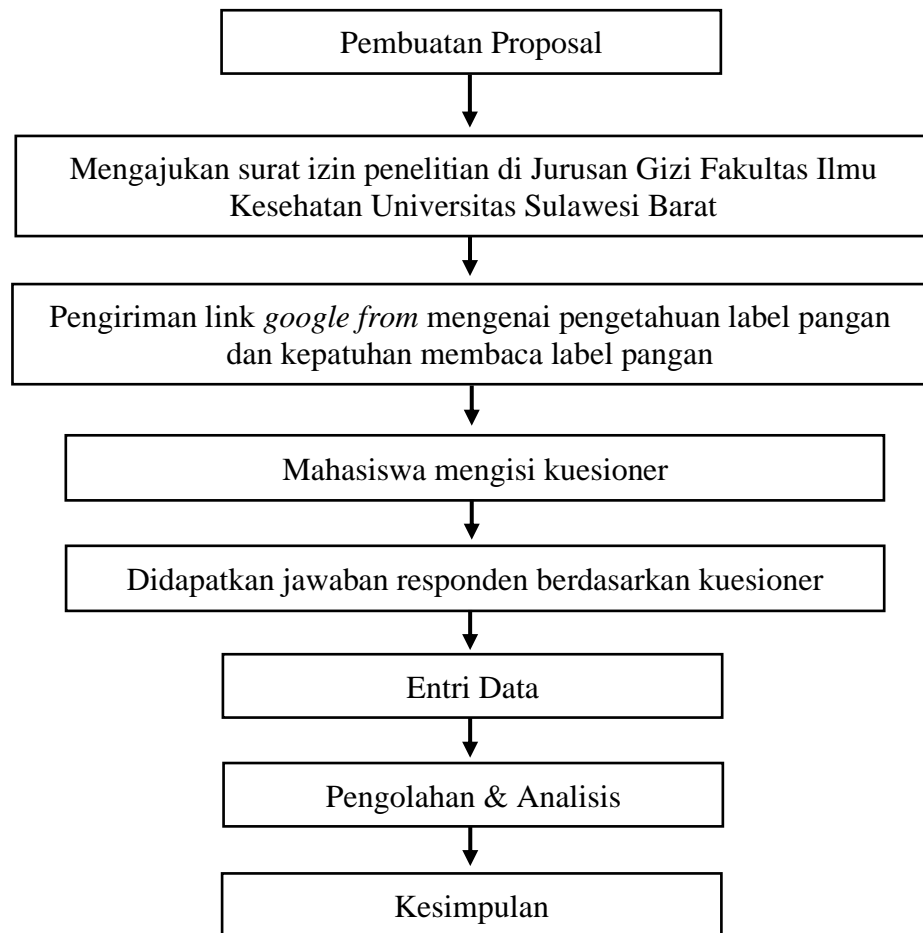 Pembuatan Proposal
Mengajukan surat izin penelitian di Jurusan Gizi Fakultas Ilmu
Kesehatan Universitas Sulawesi Barat
Pengiriman link google from mengenai pengetahuan label pangan
dan kepatuhan membaca label pangan
Mahasiswa mengisi kuesioner
Didapatkan jawaban responden berdasarkan kuesioner
Entri Data
Pengolahan & Analisis
Kesimpulan